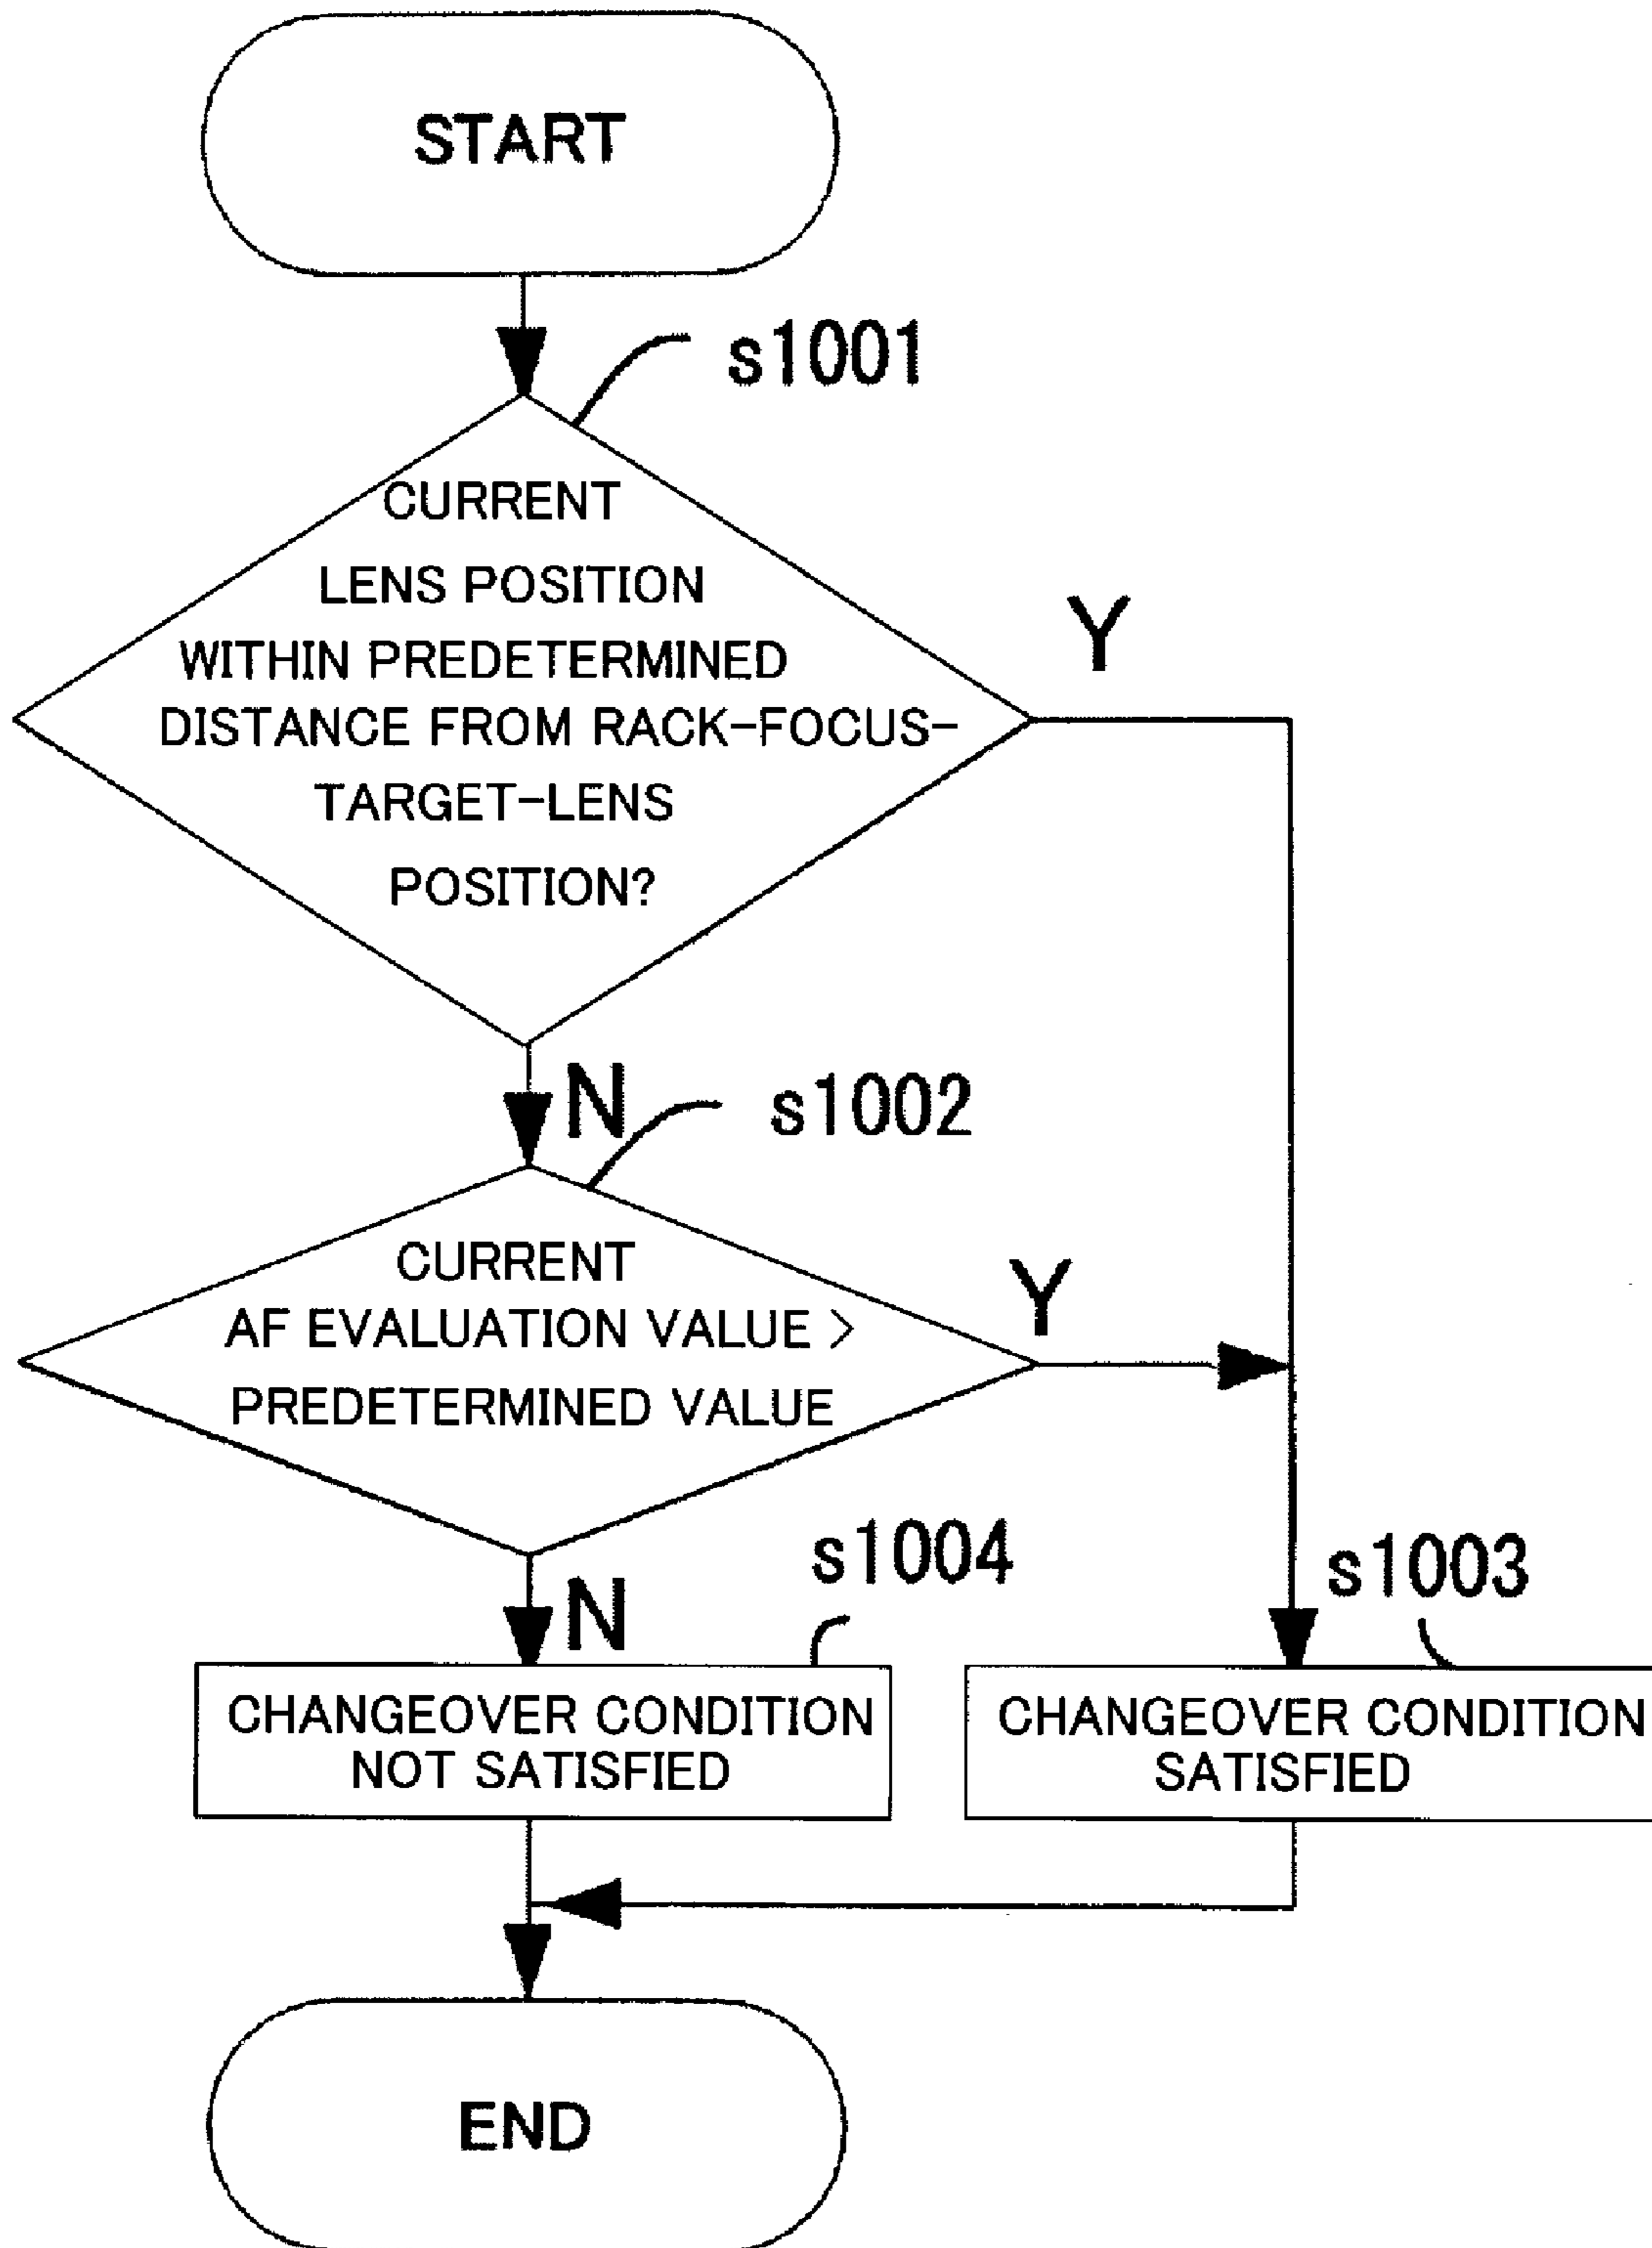 START
s1001
CURRENT
LENS POSITION
WITHIN PREDETERMINED
DISTANCE FROM RACK-FOCUS-
TARGET-LENS
POSITION?
Y
N
s1002
CURRENT
AF EVALUATION VALUE >
PREDETERMINED VALUE
Y
N
s1004
CHANGEOVER CONDITION
NOT SATISFIED
s1003
CHANGEOVER CONDITION
SATISFIED
END